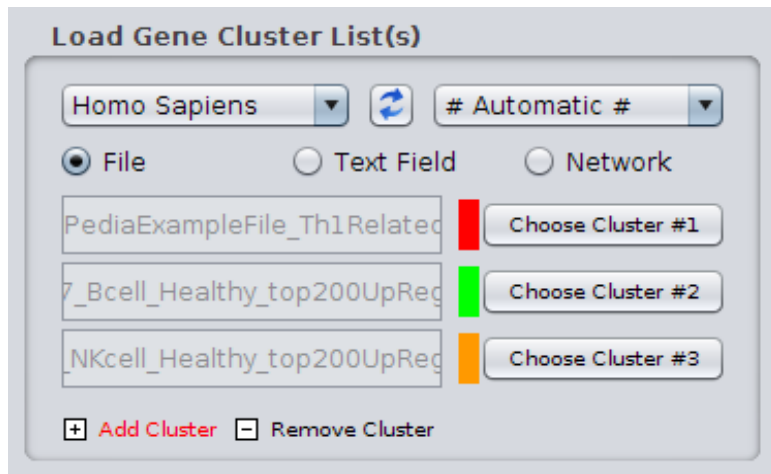 Load Gene Cluster List(s)
Homo Sapiens # Automatic #
File Text Field Network
PediaExampleFile_Th1Related Choose Cluster #1
7_Bcell_Healthy_top200UpReg Choose Cluster #2
_NKcell_Healthy_top200UpReg Choose Cluster #3
+ Add Cluster - Remove Cluster